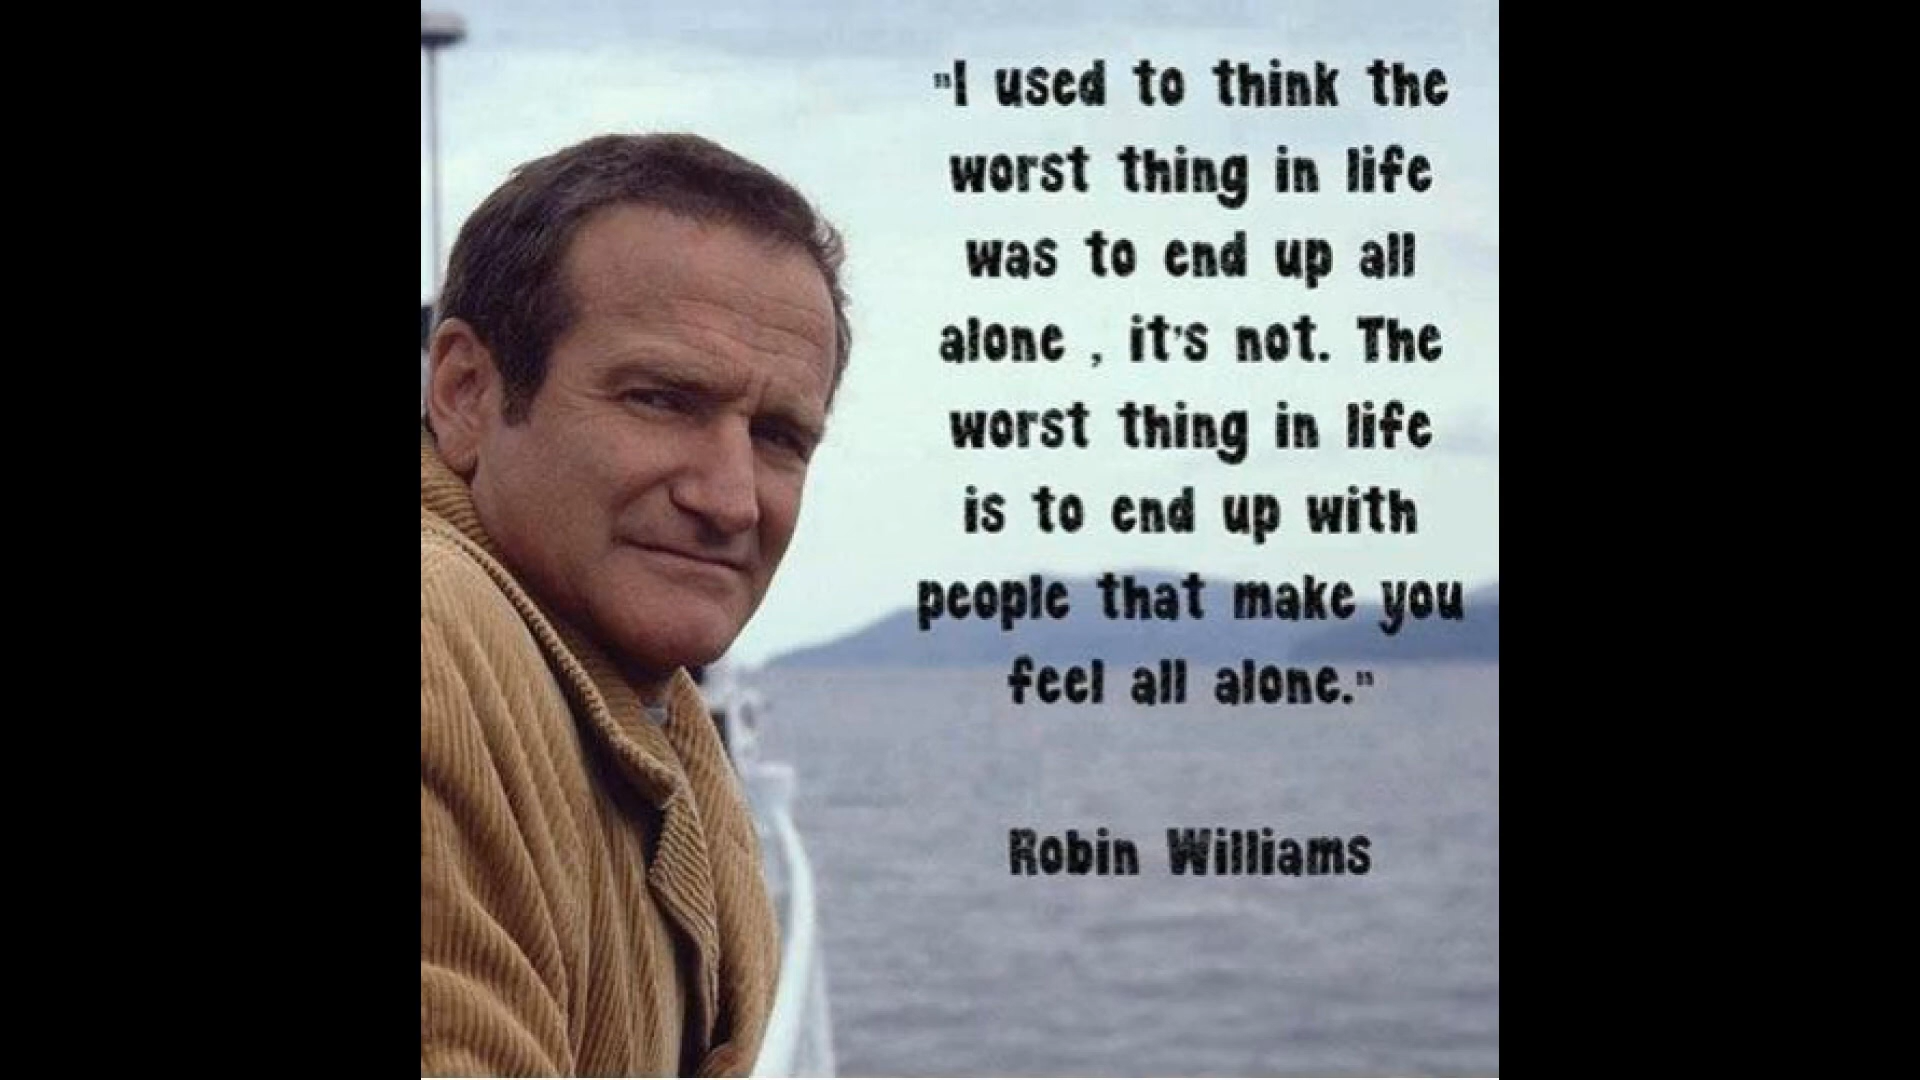 "I used to think the
worst thing in life
was to end up all
alone , it's not. The
worst thing in life
is to end up with
people that make you
feel all alone."
Robin Williams